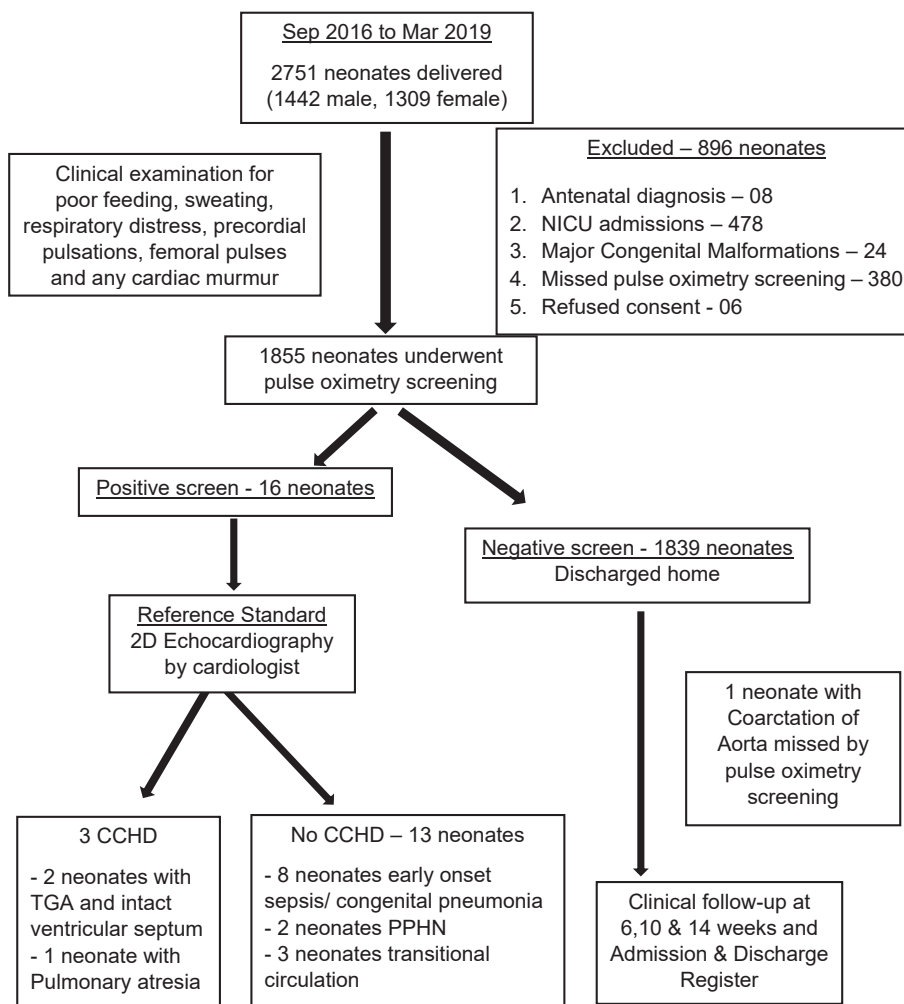 Sep 2016 to Mar 2019
2751 neonates delivered
(1442 male, 1309 female)
Clinical examination for
poor feeding, sweating,
respiratory distress, precordial
pulsations, femoral pulses
and any cardiac murmur
Excluded – 896 neonates
1. Antenatal diagnosis – 08
2. NICU admissions – 478
3. Major Congenital Malformations – 24
4. Missed pulse oximetry screening – 380
5. Refused consent - 06
1855 neonates underwent
pulse oximetry screening
Positive screen - 16 neonates
Negative screen - 1839 neonates
Discharged home
Reference Standard
2D Echocardiography
by cardiologist
1 neonate with
Coarctation of
Aorta missed by
pulse oximetry
screening
3 CCHD
- 2 neonates with
TGA and intact
ventricular septum
- 1 neonate with
Pulmonary atresia
No CCHD – 13 neonates
- 8 neonates early onset
sepsis/ congenital pneumonia
- 2 neonates PPHN
- 3 neonates transitional
circulation
Clinical follow-up at
6,10 & 14 weeks and
Admission & Discharge
Register